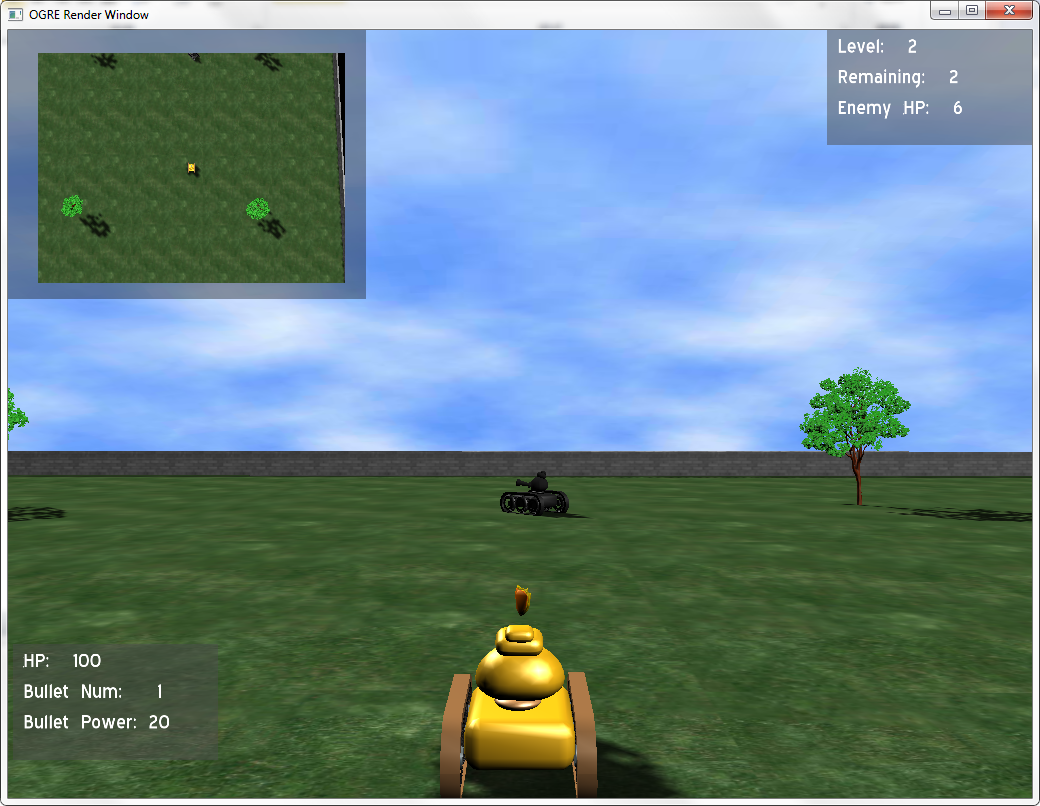 OGRE Render Window
Level: 2
Remaining: 2
Enemy HP: 6
HP: 100
Bullet Num: 1
Bullet Power: 20